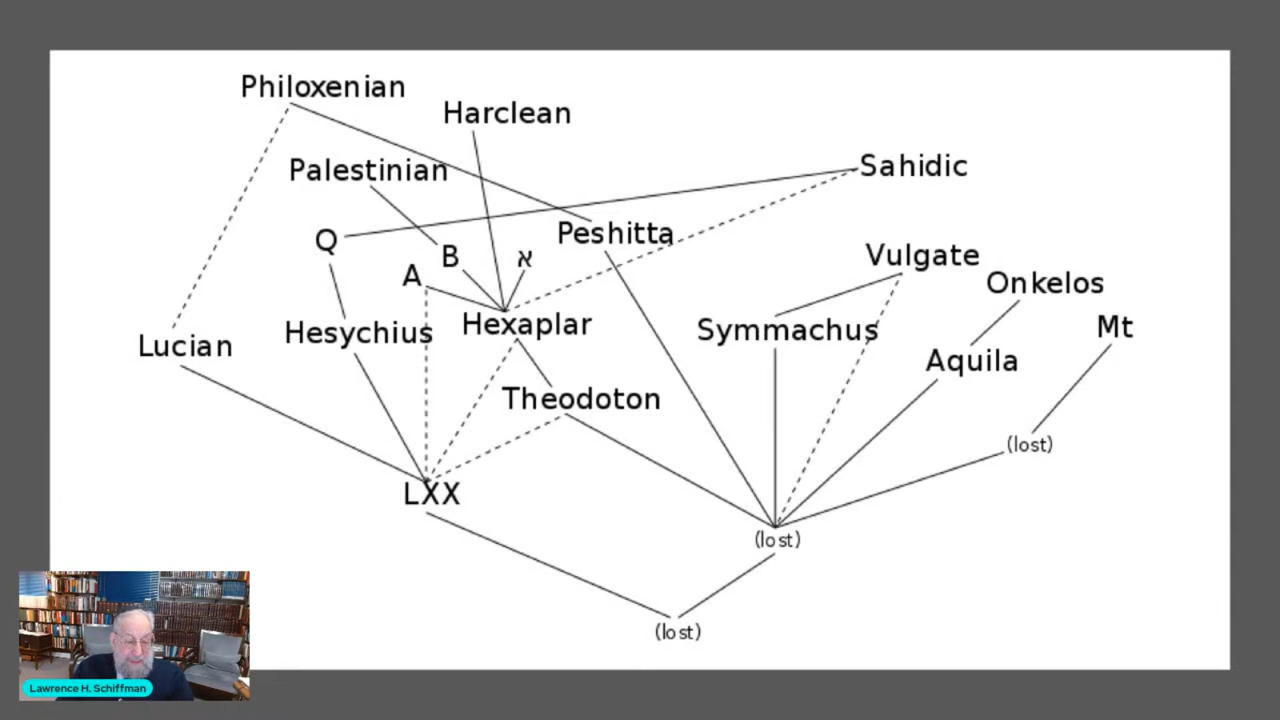 Philoxenian
Harclean
Palestinian
Sahidic
Q
Peshitta
B
א
A
Vulgate
Onkelos
Lucian
Hesychius
Hexaplar
Symmachus
Mt
Aquila
Theodoton
(lost)
LXX
(lost)
(lost)
Lawrence H. Schiffman